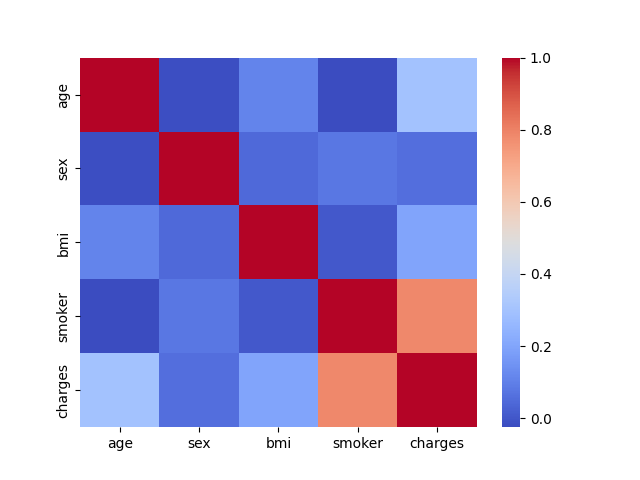 age
sex
bmi
smoker
charges
age sex bmi smoker charges
1.0
0.8
0.6
0.4
0.2
0.0